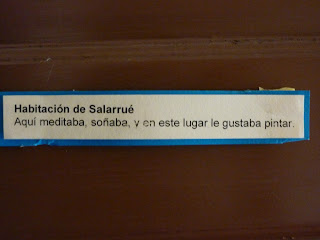 Habitación de Salarrué
Aquí meditaba, soñaba, y en este lugar le gustaba pintar.